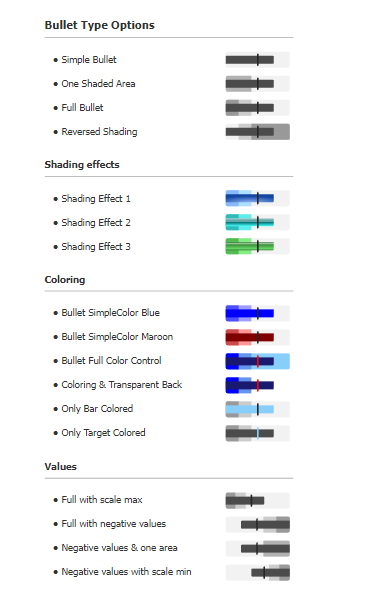 Bullet Type Options
• Simple Bullet
• One Shaded Area
• Full Bullet
• Reversed Shading
Shading effects
• Shading Effect 1
• Shading Effect 2
• Shading Effect 3
Coloring
• Bullet SimpleColor Blue
• Bullet SimpleColor Maroon
• Bullet Full Color Control
• Coloring & Transparent Back
• Only Bar Colored
• Only Target Colored
Values
• Full with scale max
• Full with negative values
• Negative values & one area
• Negative values with scale min